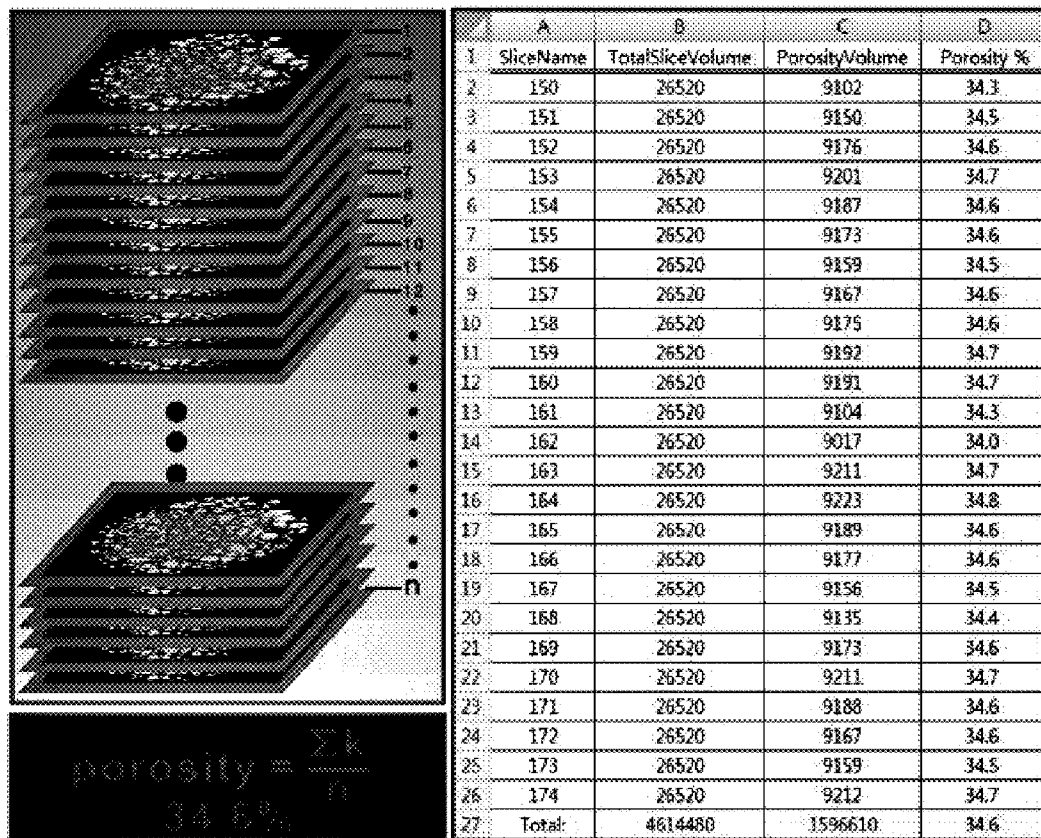 1
2
3
4
5
6
7
8
9
10
11
12
n
porosity = Σk
n
34.6%
A B C D
1 SliceName TotalSliceVolume PorosityVolume Porosity %
2 150 26520 9102 34.3
3 151 26520 9150 34.5
4 152 26520 9176 34.6
5 153 26520 9201 34.7
6 154 26520 9187 34.6
7 155 26520 9173 34.6
8 156 26520 9159 34.5
9 157 26520 9167 34.6
10 158 26520 9175 34.6
11 159 26520 9192 34.7
12 160 26520 9191 34.7
13 161 26520 9104 34.3
14 162 26520 9017 34.0
15 163 26520 9211 34.7
16 164 26520 9223 34.8
17 165 26520 9189 34.6
18 166 26520 9177 34.6
19 167 26520 9156 34.5
20 168 26520 9135 34.4
21 169 26520 9173 34.6
22 170 26520 9211 34.7
23 171 26520 9188 34.6
24 172 26520 9167 34.6
25 173 26520 9159 34.5
26 174 26520 9212 34.7
27 Total: 4614480 1596610 34.6